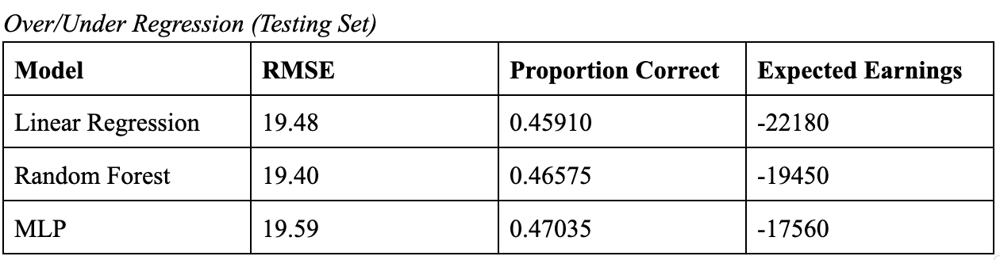 Over/Under Regression (Testing Set)
Model RMSE Proportion Correct Expected Earnings
Linear Regression 19.48 0.45910 -22180
Random Forest 19.40 0.46575 -19450
MLP 19.59 0.47035 -17560